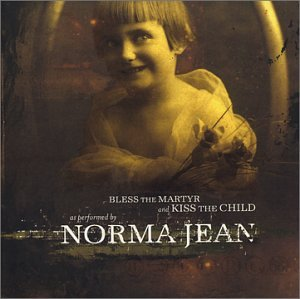 BLESS THE MARTYR
and KISS THE CHILD
as performed by
NORMA JEAN